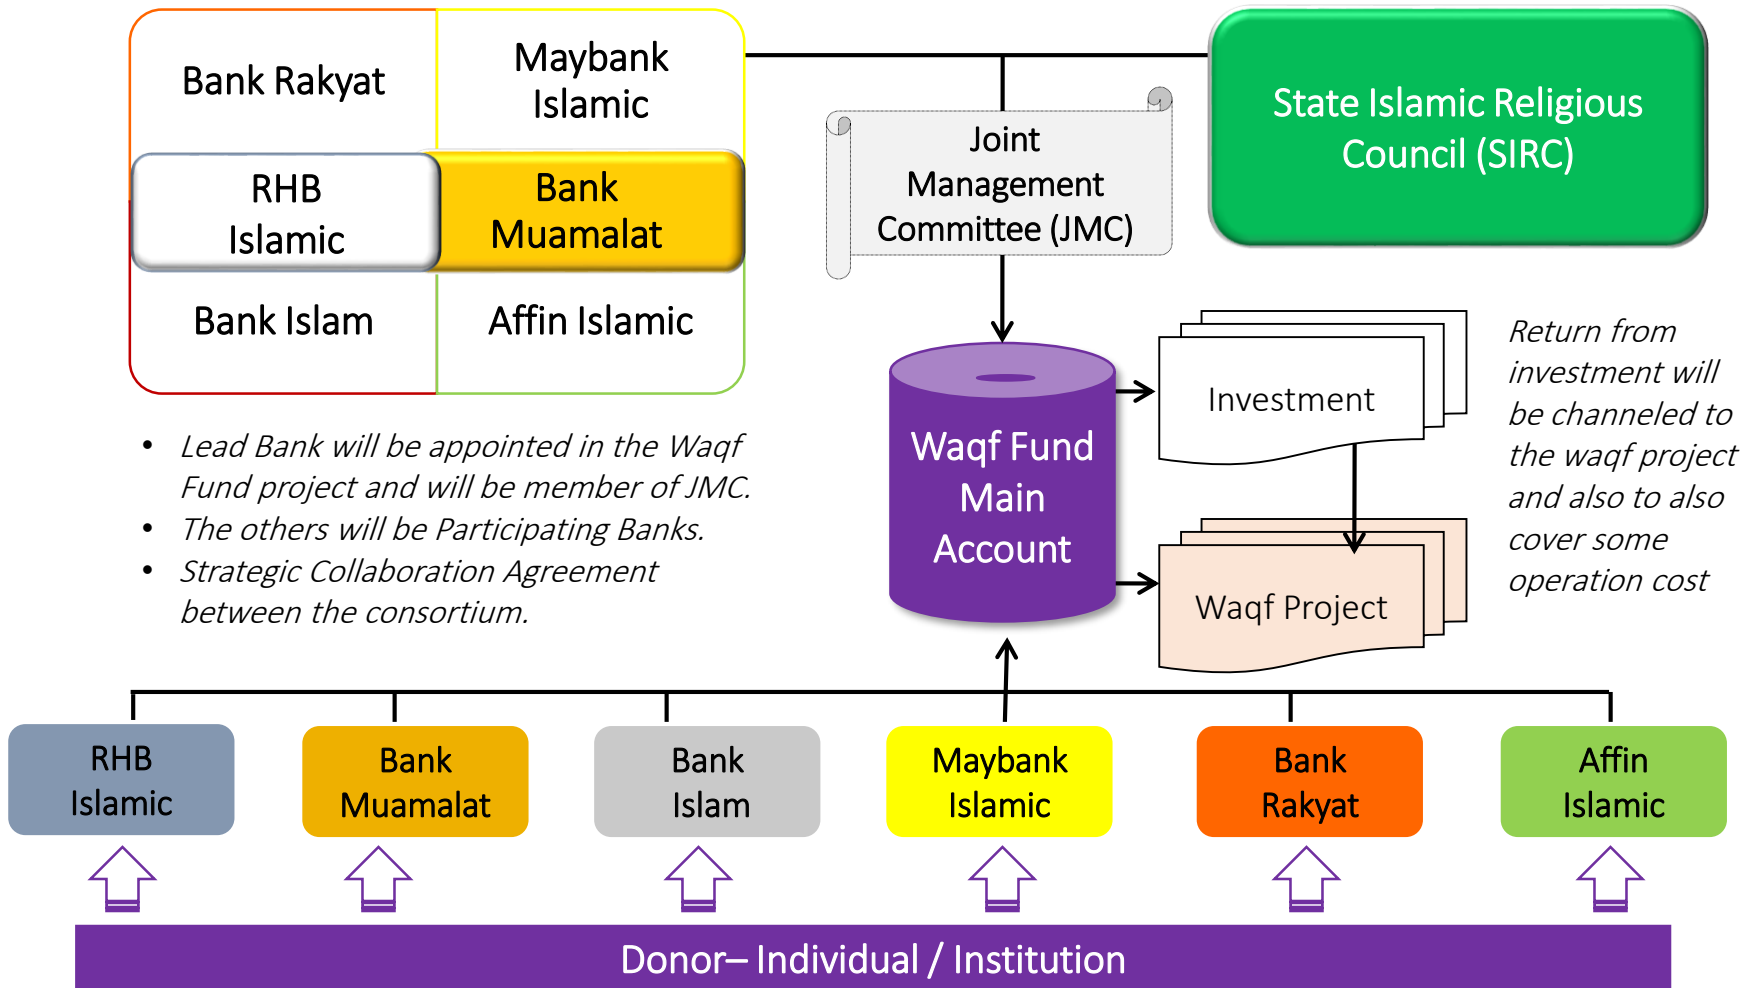 Bank Rakyat
Maybank
Islamic
RHB
Islamic
Bank
Muamalat
Bank Islam
Affin Islamic
Joint
Management
Committee (JMC)
State Islamic Religious
Council (SIRC)
• Lead Bank will be appointed in the Waqf
Fund project and will be member of JMC.
• The others will be Participating Banks.
• Strategic Collaboration Agreement
between the consortium.
Waqf Fund
Main
Account
Investment
Waqf Project
Return from
investment will
be channeled to
the waqf project
and also to also
cover some
operation cost
RHB
Islamic
Bank
Muamalat
Bank
Islam
Maybank
Islamic
Bank
Rakyat
Affin
Islamic
Donor– Individual / Institution